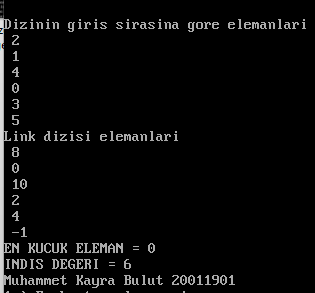 Dizinin giris sirasina gore elemanlari
2
1
4
0
3
5
Link dizisi elemanlari
8
0
10
2
4
-1
EN KUCUK ELEMAN = 0
INDIS DEGERI = 6
Muhammet Kayra Bulut 20011901